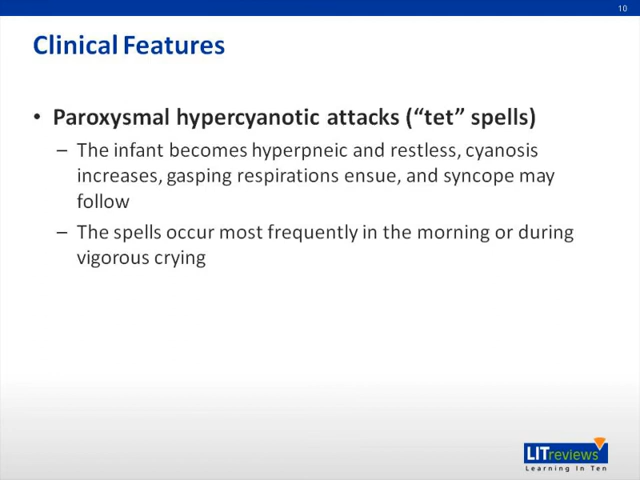 10
Clinical Features
• Paroxysmal hypercyanotic attacks (“tet” spells)
– The infant becomes hyperpneic and restless, cyanosis
increases, gasping respirations ensue, and syncope may
follow
– The spells occur most frequently in the morning or during
vigorous crying
LITreviews
Learning In Ten